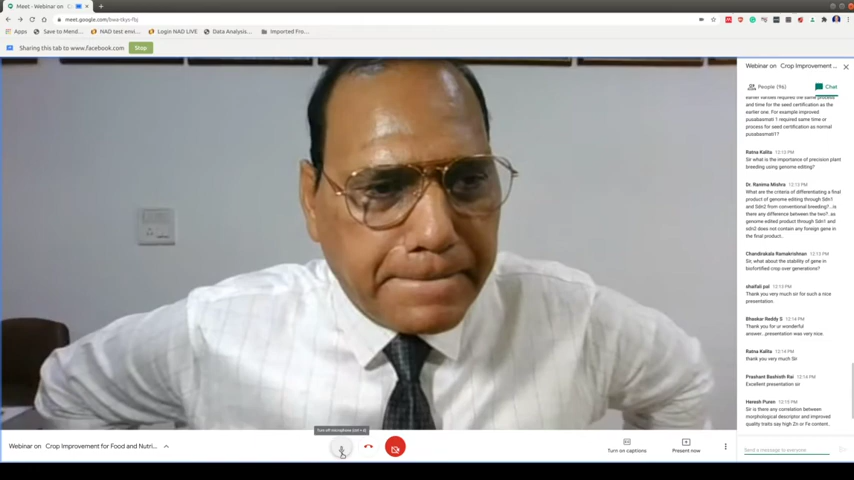 Meet - Webinar on
meet.google.com/bwa-tkys-fbj
Apps
Save to Mend...
NAD test envi...
Login NAD LIVE
Data Analysis...
Imported Fro...
Sharing this tab to www.facebook.com
Stop
Webinar on Crop Improvement ...
People (96)
Chat
earlier varities required the same process
and time for the seed certification as the
earlier one. For example improved
pusabasmati 1 required same time or
process for seed certification as normal
pusabasmati1?
Ratna Kalita 12:13 PM
Sir what is the importance of precision plant
breeding using genome editing?
Dr. Rasima Mishra 12:13 PM
What are the criteria of differentiating a final
product of genome editing through Sdn1
and Sdn2 from conventional breeding?..is
there any difference between the two?..as
genome edited product through Sdn1 and
sdn2 does not contain any foreign gene in
the final product.
Chandrakala Ramakrishnan 12:13 PM
Sir, what about the stability of gene in
biofortified crop over generations?
shaifali pal 12:13 PM
Thank you very much sir for such a nice
presentation
Bhaskar Reddy S 12:14 PM
Thank you for ur wonderful
answer...presentation was very nice.
Ratna Kalita 12:14 PM
thank you very much Sir
Prashant Bashisth Rai 12:14 PM
Excellent presentation sir
Haresh Puren 12:15 PM
Sir is there any correlation between
morphological descriptor and improved
quality traits say high Zn or Fe content.
Turn off microphone (ctrl + d)
Webinar on Crop Improvement for Food and Nutri...
Turn on captions
Present now
Send a message to everyone